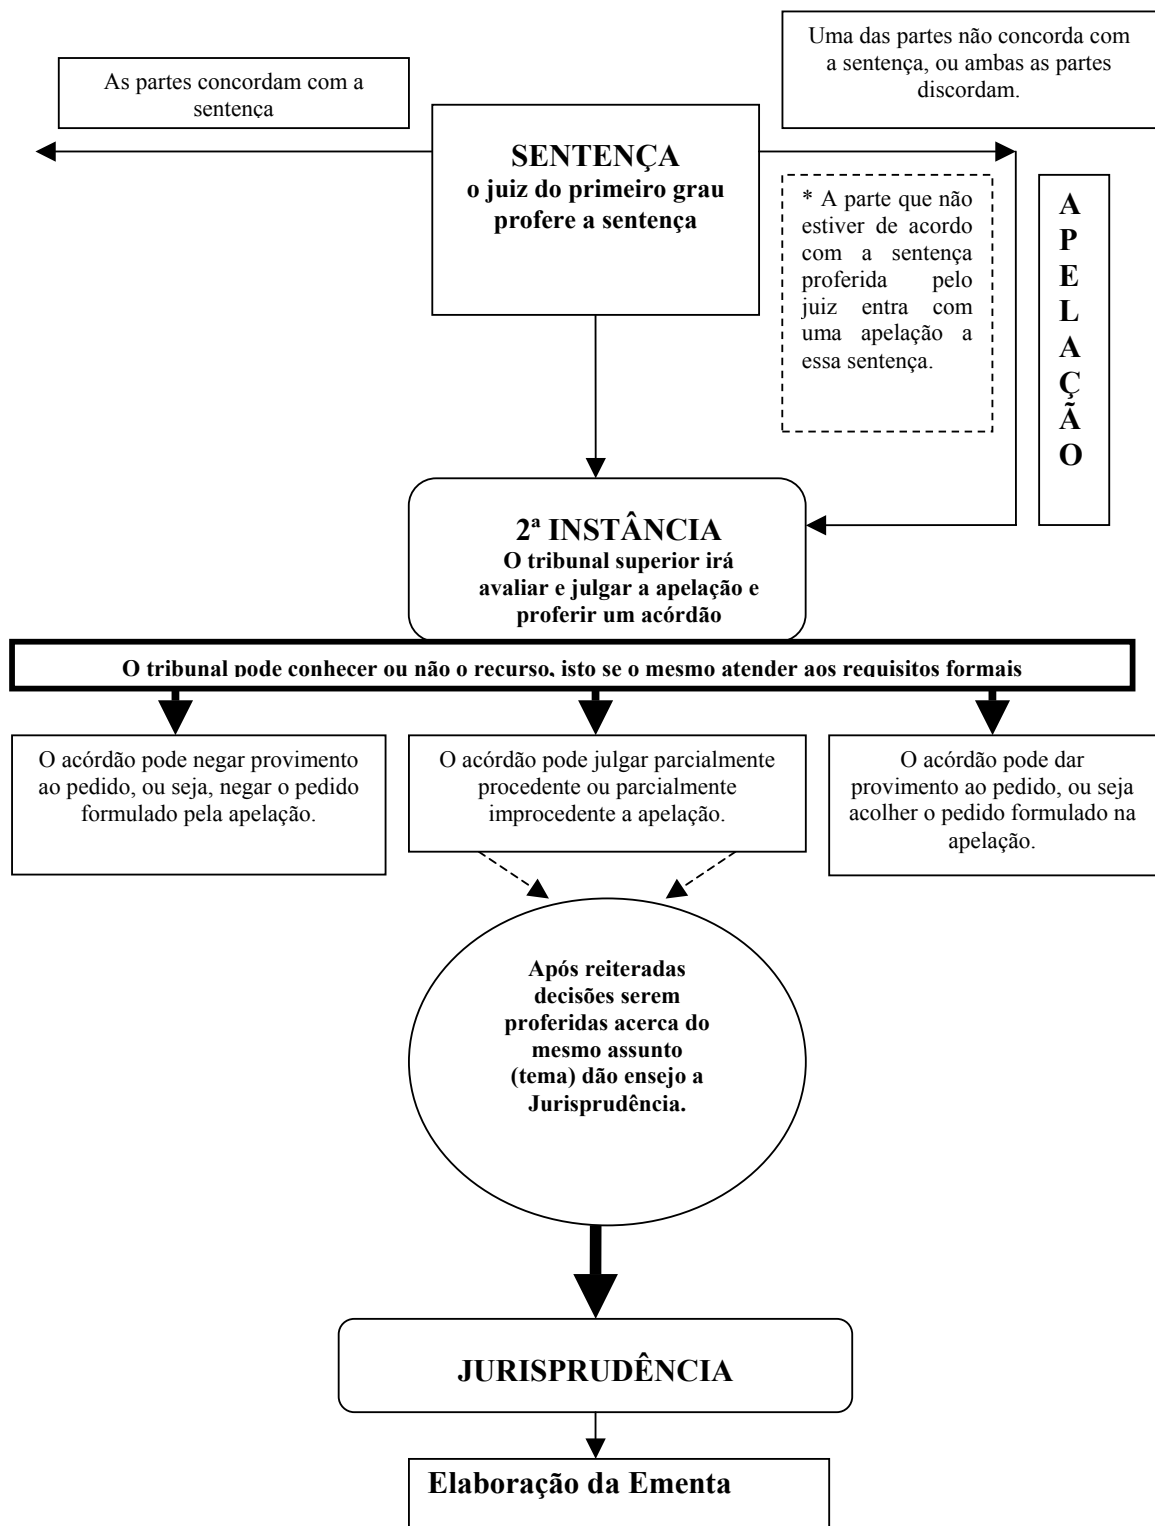 Uma das partes não concorda com
a sentença, ou ambas as partes
discordam.
As partes concordam com a
sentença
SENTENÇA
o juiz do primeiro grau
profere a sentença
* A parte que não
estiver de acordo
com a sentença
proferida pelo
juiz entra com
uma apelação a
essa sentença.
A
P
E
L
A
Ç
Ã
O
2ª INSTÂNCIA
O tribunal superior irá
avaliar e julgar a apelação e
proferir um acórdão
O tribunal pode conhecer ou não o recurso, isto se o mesmo atender aos requisitos formais
O acórdão pode negar provimento
ao pedido, ou seja, negar o pedido
formulado pela apelação.
O acórdão pode julgar parcialmente
procedente ou parcialmente
improcedente a apelação.
O acórdão pode dar
provimento ao pedido, ou seja
acolher o pedido formulado na
apelação.
Após reiteradas
decisões serem
proferidas acerca do
mesmo assunto
(tema) dão ensejo a
Jurisprudência.
JURISPRUDÊNCIA
Elaboração da Ementa